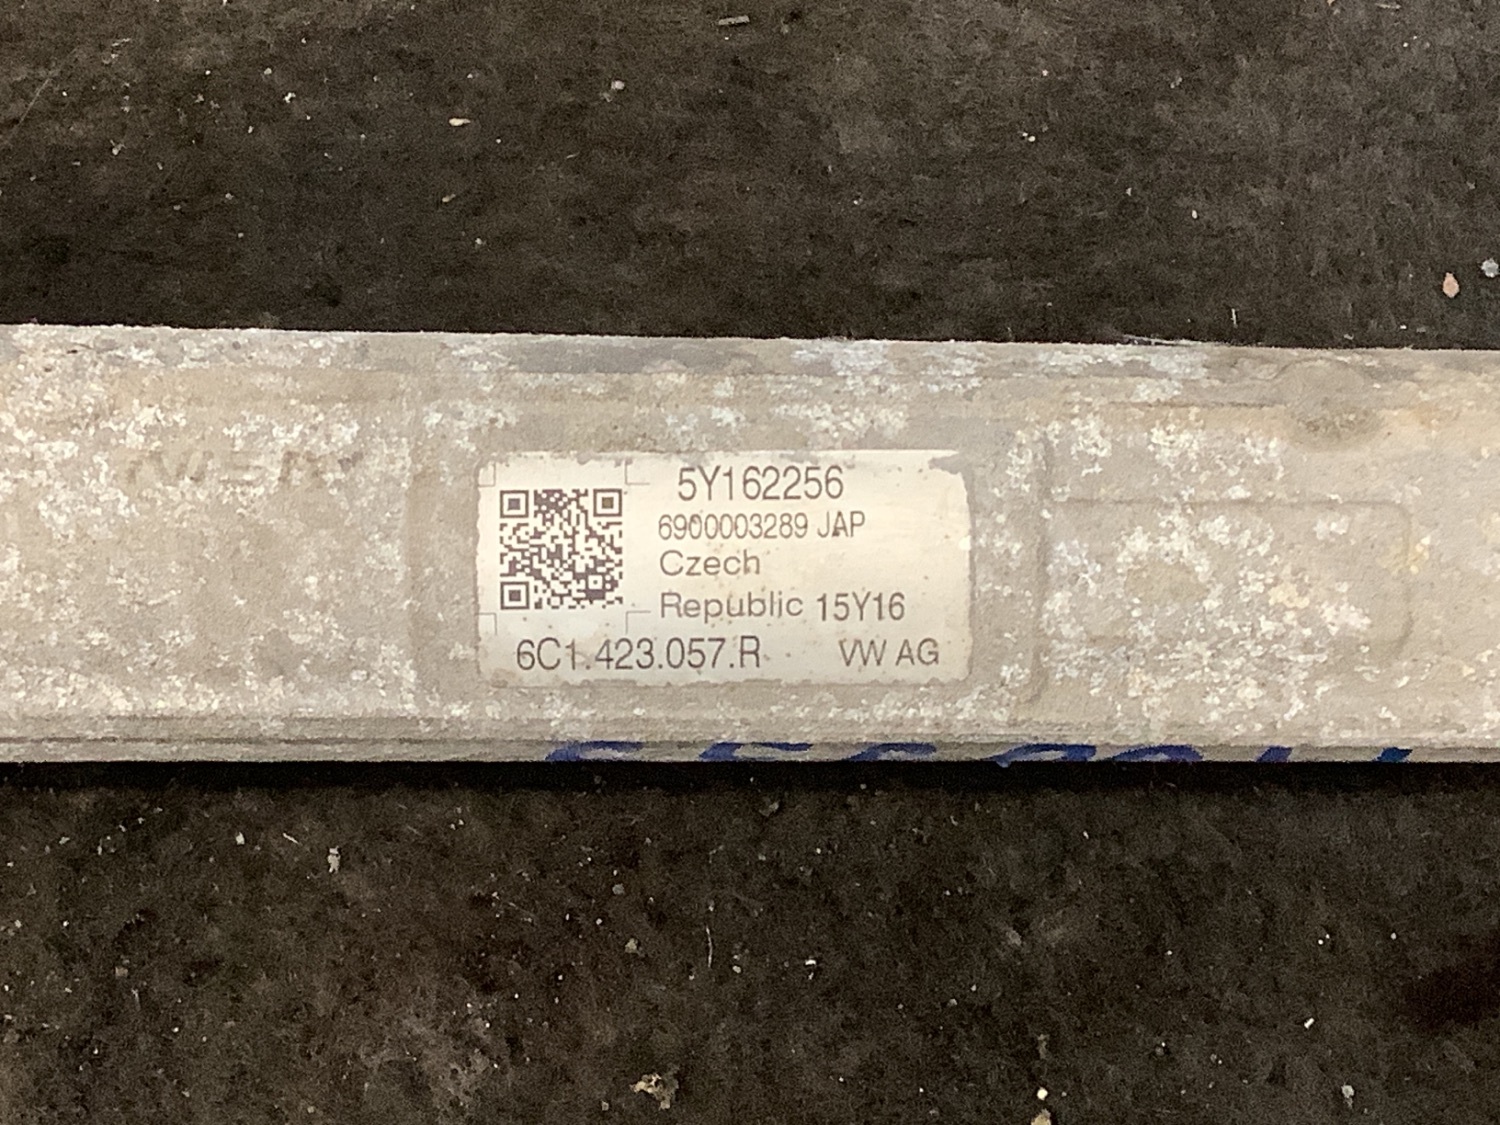 5Y162256
6900003289 JAP
Czech
Republic 15Y16
6C1.423.057.R VW AG